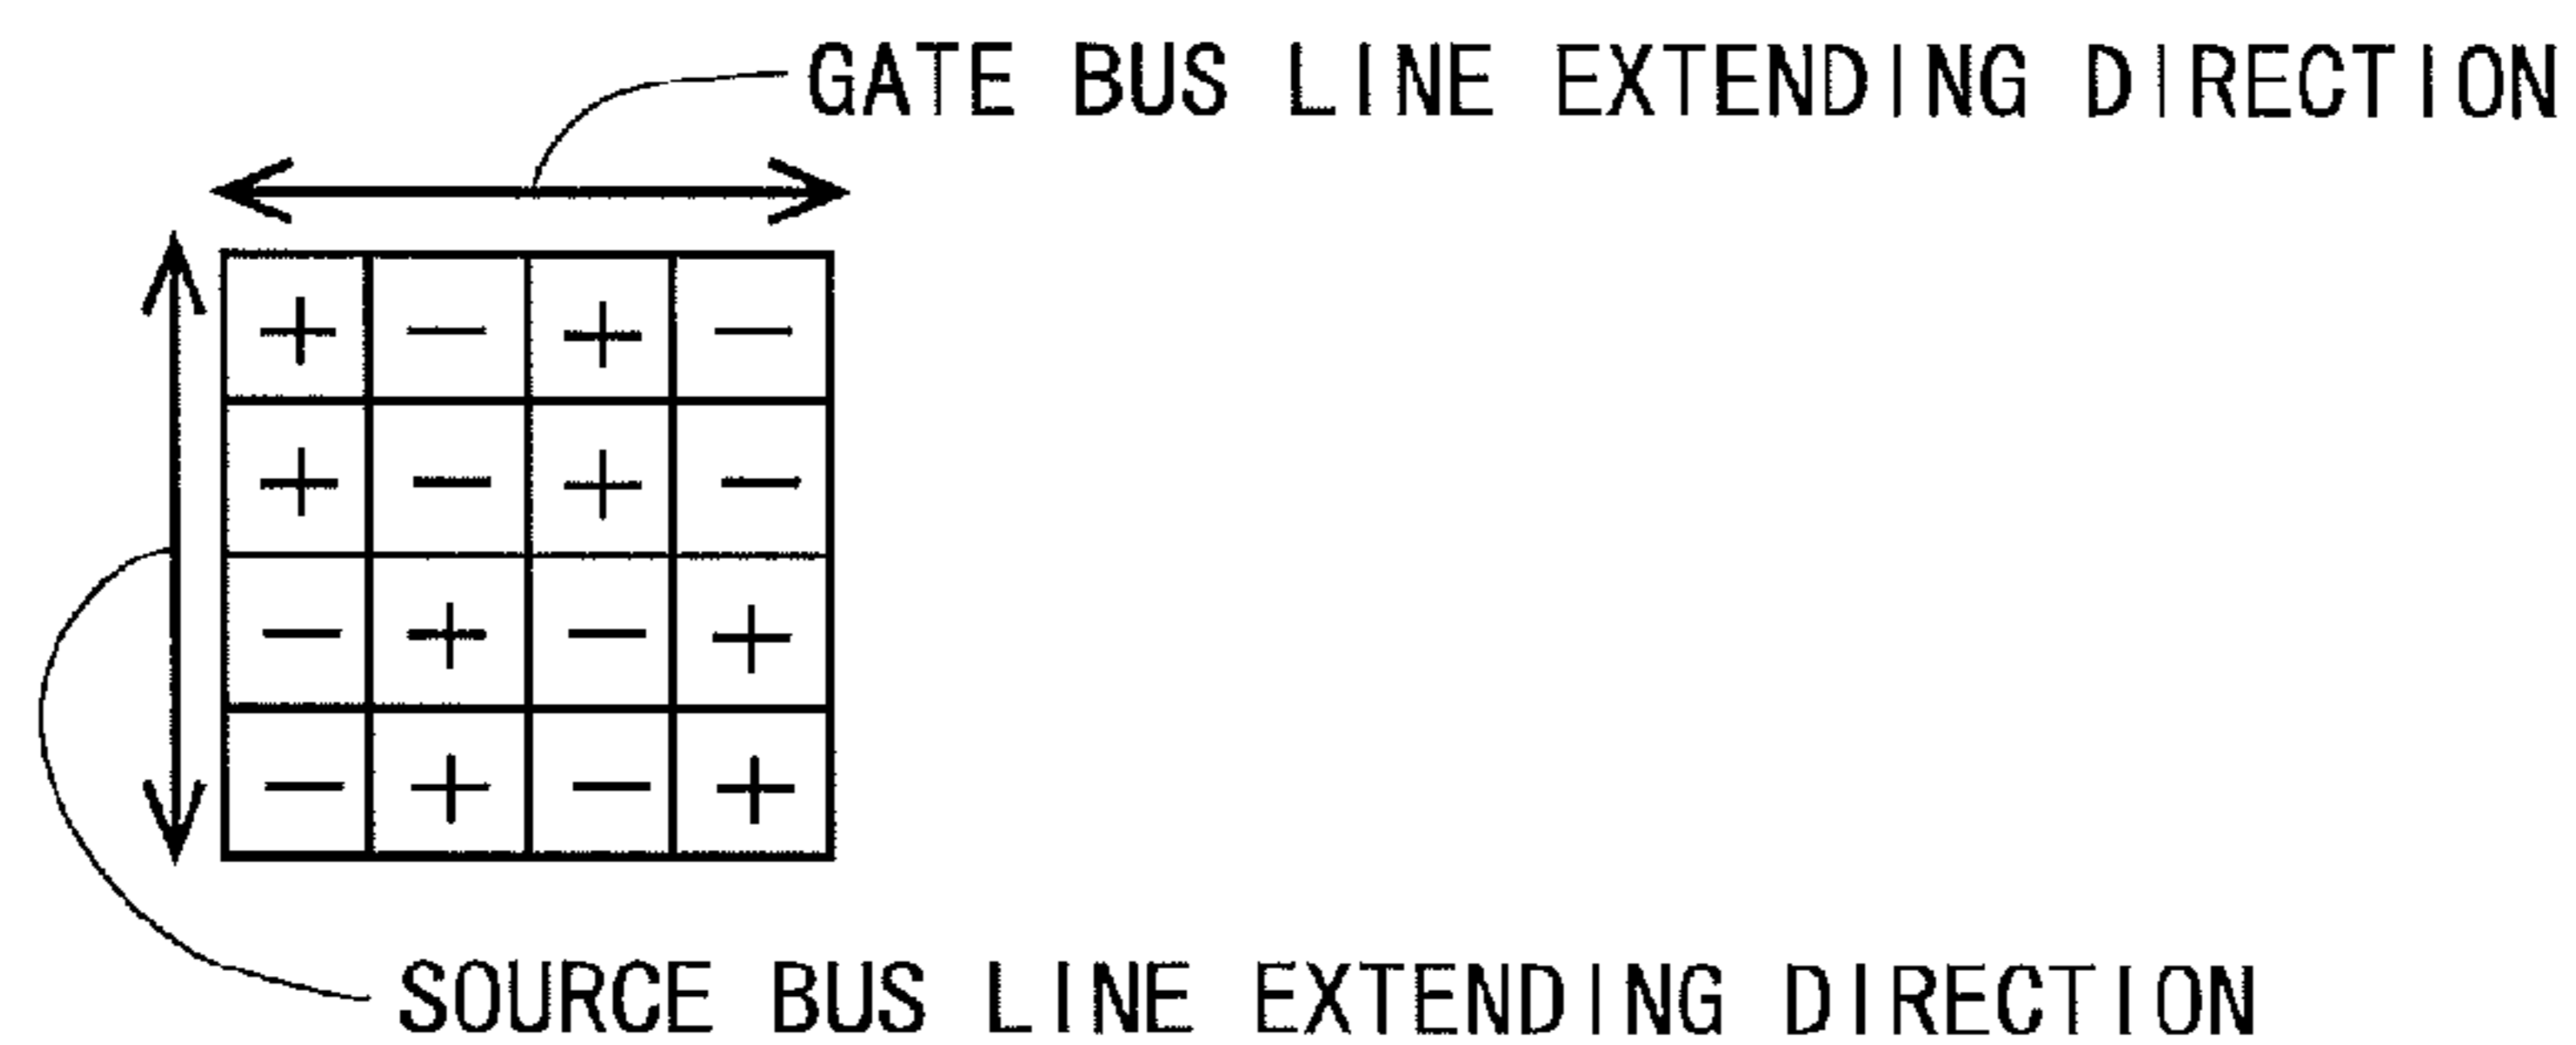 GATE BUS LINE EXTENDING DIRECTION
+ — + —
+ — + —
— + — +
— + — +
SOURCE BUS LINE EXTENDING DIRECTION